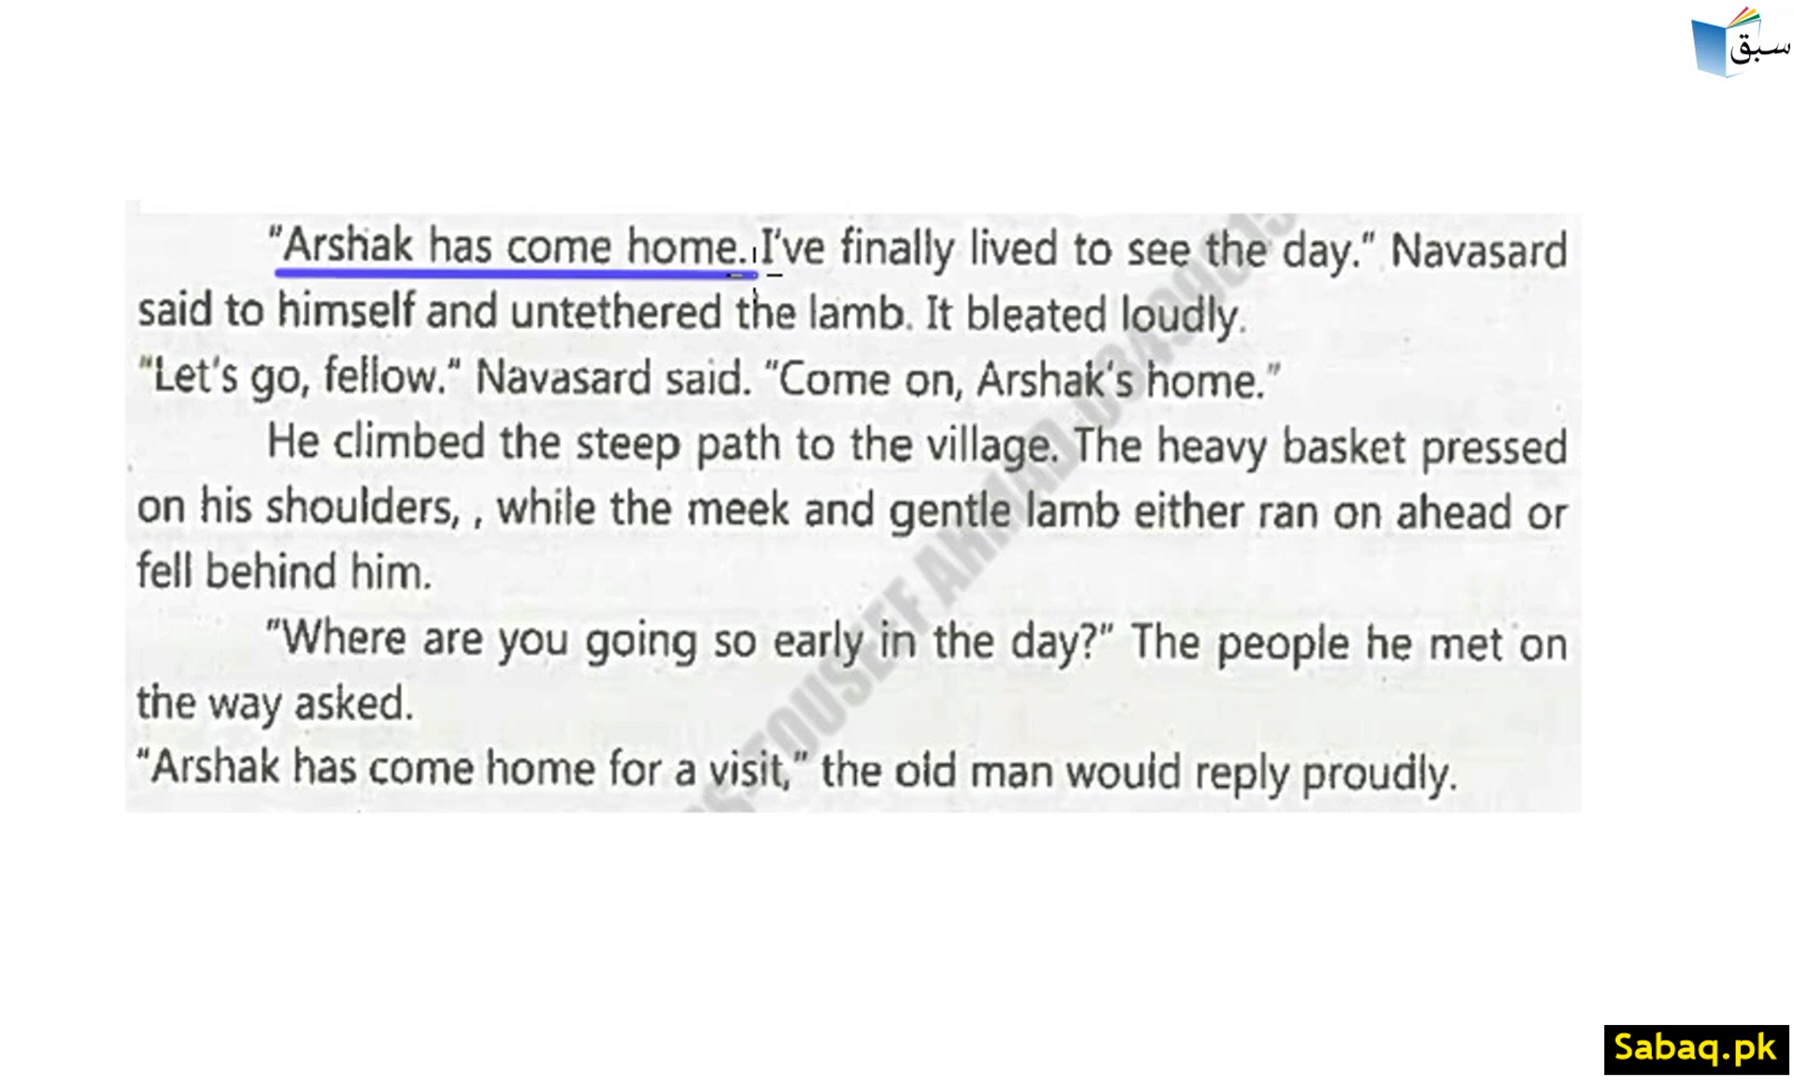 سبق
"Arshak has come home. I've finally lived to see the day." Navasard
said to himself and untethered the lamb. It bleated loudly.
"Let's go, fellow." Navasard said. "Come on, Arshak's home."
He climbed the steep path to the village. The heavy basket pressed
on his shoulders, , while the meek and gentle lamb either ran on ahead or
fell behind him.
"Where are you going so early in the day?" The people he met on
the way asked.
"Arshak has come home for a visit," the old man would reply proudly.
Sabaq.pk